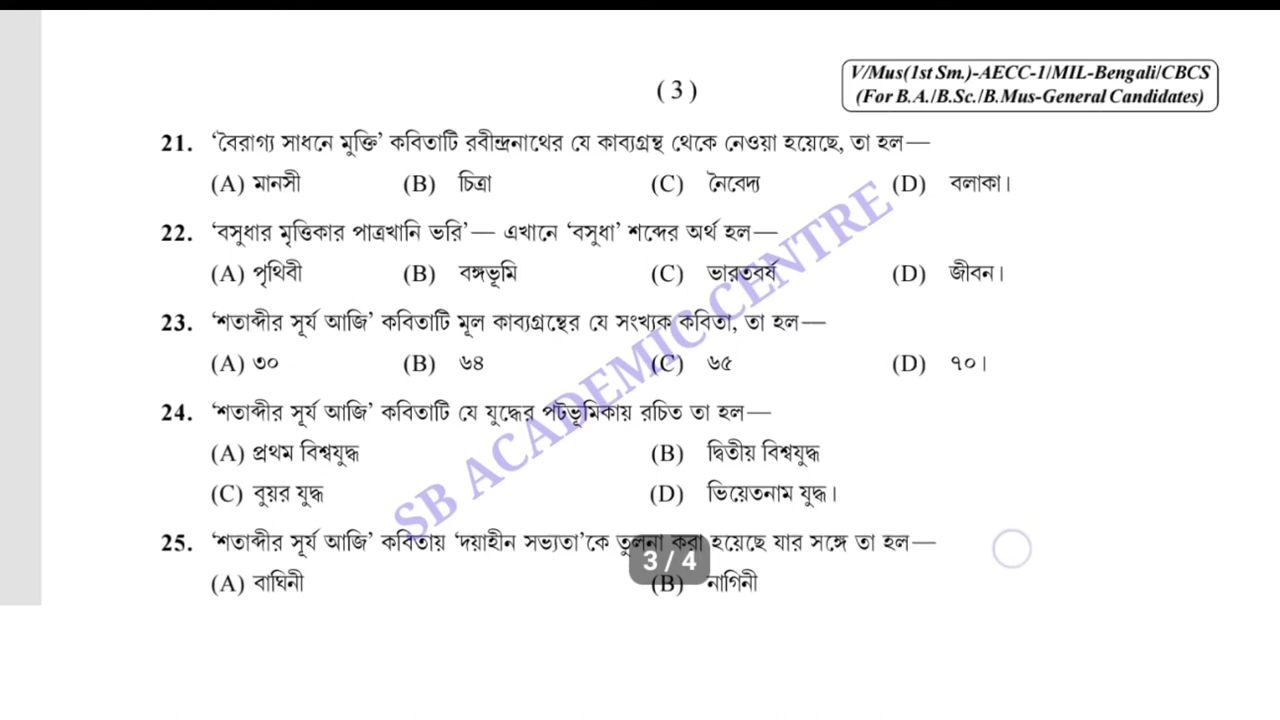 V/Mus(1st Sm.)-AECC-1/MIL-Bengali/CBCS
( 3 )
(For B.A./B.Sc./B.Mus-General Candidates)
21. ‘বৈরাগ্য সাধনে মুক্তি’ কবিতাটি রবীন্দ্রনাথের যে কাব্যগ্রন্থ থেকে নেওয়া হয়েছে, তা হল—
(A) মানসী (B) চিত্রা (C) নৈবেদ্য (D) বলাকা।
22. ‘বসুধার মৃত্তিকার পাত্রখানি ভরি’— এখানে ‘বসুধা’ শব্দের অর্থ হল—
(A) পৃথিবী (B) বঙ্গভূমি (C) ভারতবর্ষ (D) জীবন।
23. ‘শতাব্দীর সূর্য আজি’ কবিতাটি মূল কাব্যগ্রন্থের যে সংখ্যক কবিতা, তা হল—
(A) ৩০ (B) ৬৪ (C) ৬৫ (D) ৭০।
24. ‘শতাব্দীর সূর্য আজি’ কবিতাটি যে যুদ্ধের পটভূমিকায় রচিত তা হল—
(A) প্রথম বিশ্বযুদ্ধ (B) দ্বিতীয় বিশ্বযুদ্ধ
(C) বুয়র যুদ্ধ (D) ভিয়েতনাম যুদ্ধ।
25. ‘শতাব্দীর সূর্য আজি’ কবিতায় ‘দয়াহীন সভ্যতা’কে তুলনা করা হয়েছে যার সঙ্গে তা হল—
3 / 4
(A) বাঘিনী (B) নাগিনী
SB ACADEMIC CENTRE